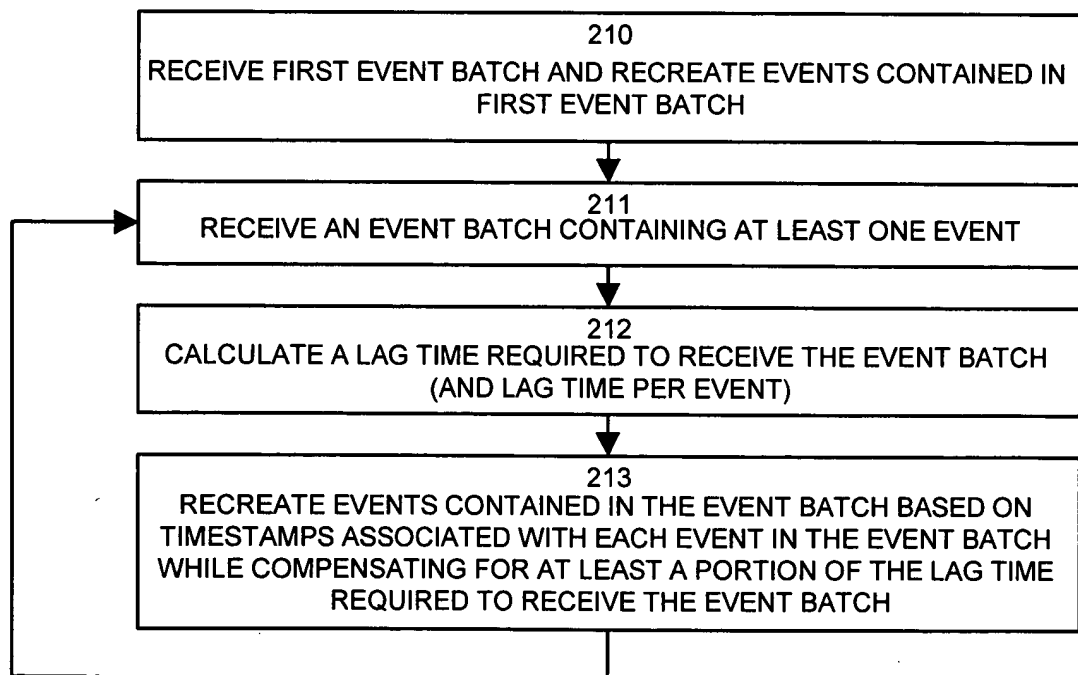 210
RECEIVE FIRST EVENT BATCH AND RECREATE EVENTS CONTAINED IN
FIRST EVENT BATCH
211
RECEIVE AN EVENT BATCH CONTAINING AT LEAST ONE EVENT
212
CALCULATE A LAG TIME REQUIRED TO RECEIVE THE EVENT BATCH
(AND LAG TIME PER EVENT)
213
RECREATE EVENTS CONTAINED IN THE EVENT BATCH BASED ON
TIMESTAMPS ASSOCIATED WITH EACH EVENT IN THE EVENT BATCH
WHILE COMPENSATING FOR AT LEAST A PORTION OF THE LAG TIME
REQUIRED TO RECEIVE THE EVENT BATCH